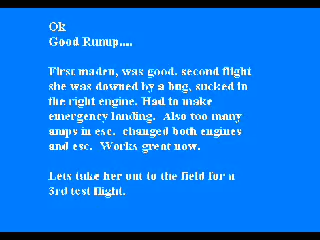 Ok
Good Runup....
First maden, was good. second flight
she was downed by a bug, sucked in
the right engine. Had to make
emergency landing.  Also too many
amps in esc.  changed both engines
and esc.  Works great now.
Lets take her out to the field for a
3rd test flight.